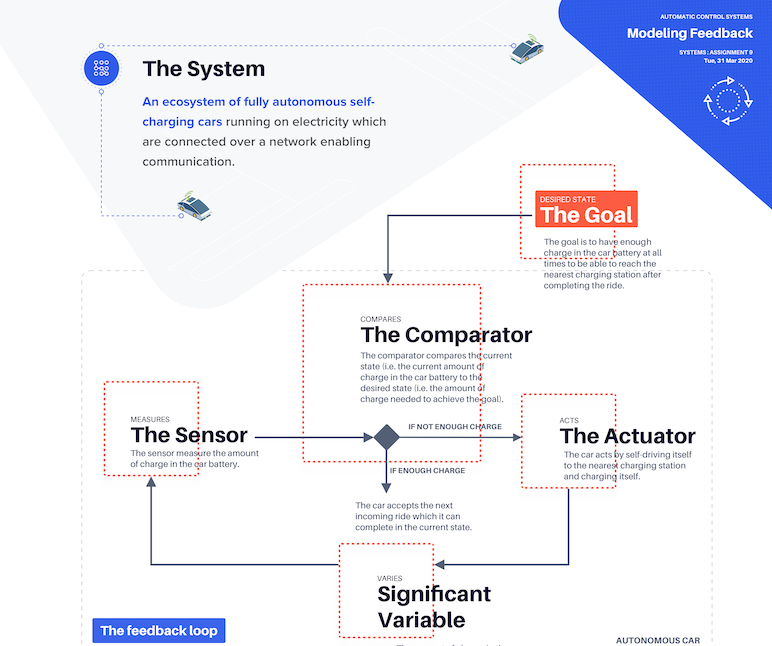 AUTOMATIC CONTROL SYSTEMS
Modeling Feedback
SYSTEMS: ASSIGNMENT 9
Tue, 31 Mar 2020
The System
An ecosystem of fully autonomous self-
charging cars running on electricity which
are connected over a network enabling
communication.
DESIRED STATE
The Goal
The goal is to have enough
charge in the car battery at all
times to be able to reach the
nearest charging station after
completing the ride.
COMPARES
The Comparator
The comparator compares the current
state (i.e. the current amount of
charge in the car battery to the
desired state (i.e. the amount of
charge needed to achieve the goal).
MEASURES
The Sensor
The sensor measure the amount
of charge in the car battery.
IF NOT ENOUGH CHARGE
ACTS
The Actuator
The car acts by self-driving itself
to the nearest charging station
and charging itself.
IF ENOUGH CHARGE
The car accepts the next
incoming ride which it can
complete in the current state.
VARIES
Significant
Variable
The feedback loop
AUTONOMOUS CAR